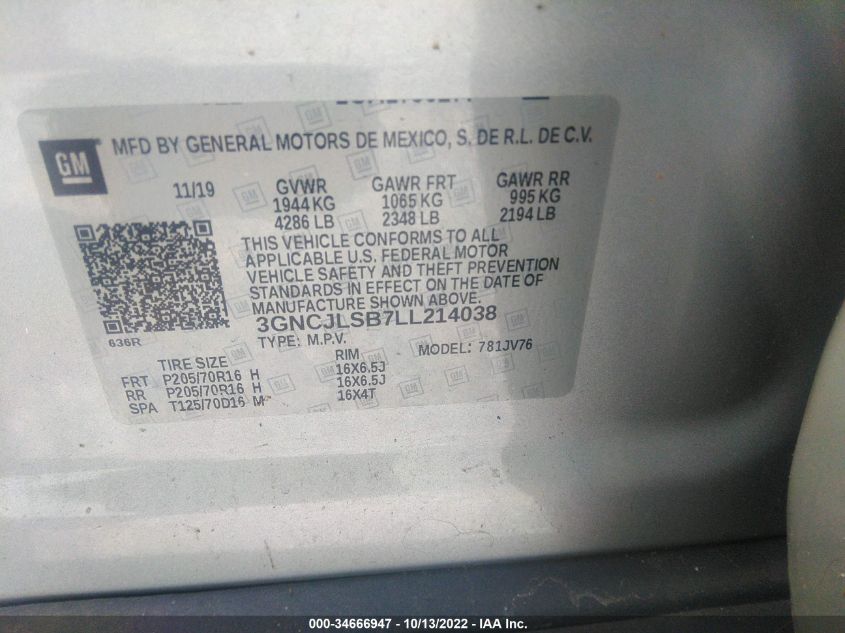 MFD BY GENERAL MOTORS DE MEXICO, S. DE R.L. DE C.V.
GM
11/19 GVWR GAWR FRT GAWR RR
1944 KG 1065 KG 995 KG
4286 LB 2348 LB 2194 LB
THIS VEHICLE CONFORMS TO ALL
APPLICABLE U.S. FEDERAL MOTOR
VEHICLE SAFETY AND THEFT PREVENTION
STANDARDS IN EFFECT ON THE DATE OF
MANUFACTURE SHOWN ABOVE.
3GNCJLSB7LL214038
636R
TYPE: M.P.V. MODEL: 781JV76
TIRE SIZE RIM
FRT P205/70R16 H 16X6.5J
RR P205/70R16 H 16X6.5J
SPA T125/70D16 M 16X4T
000-34666947 - 10/13/2022 - IAA Inc.